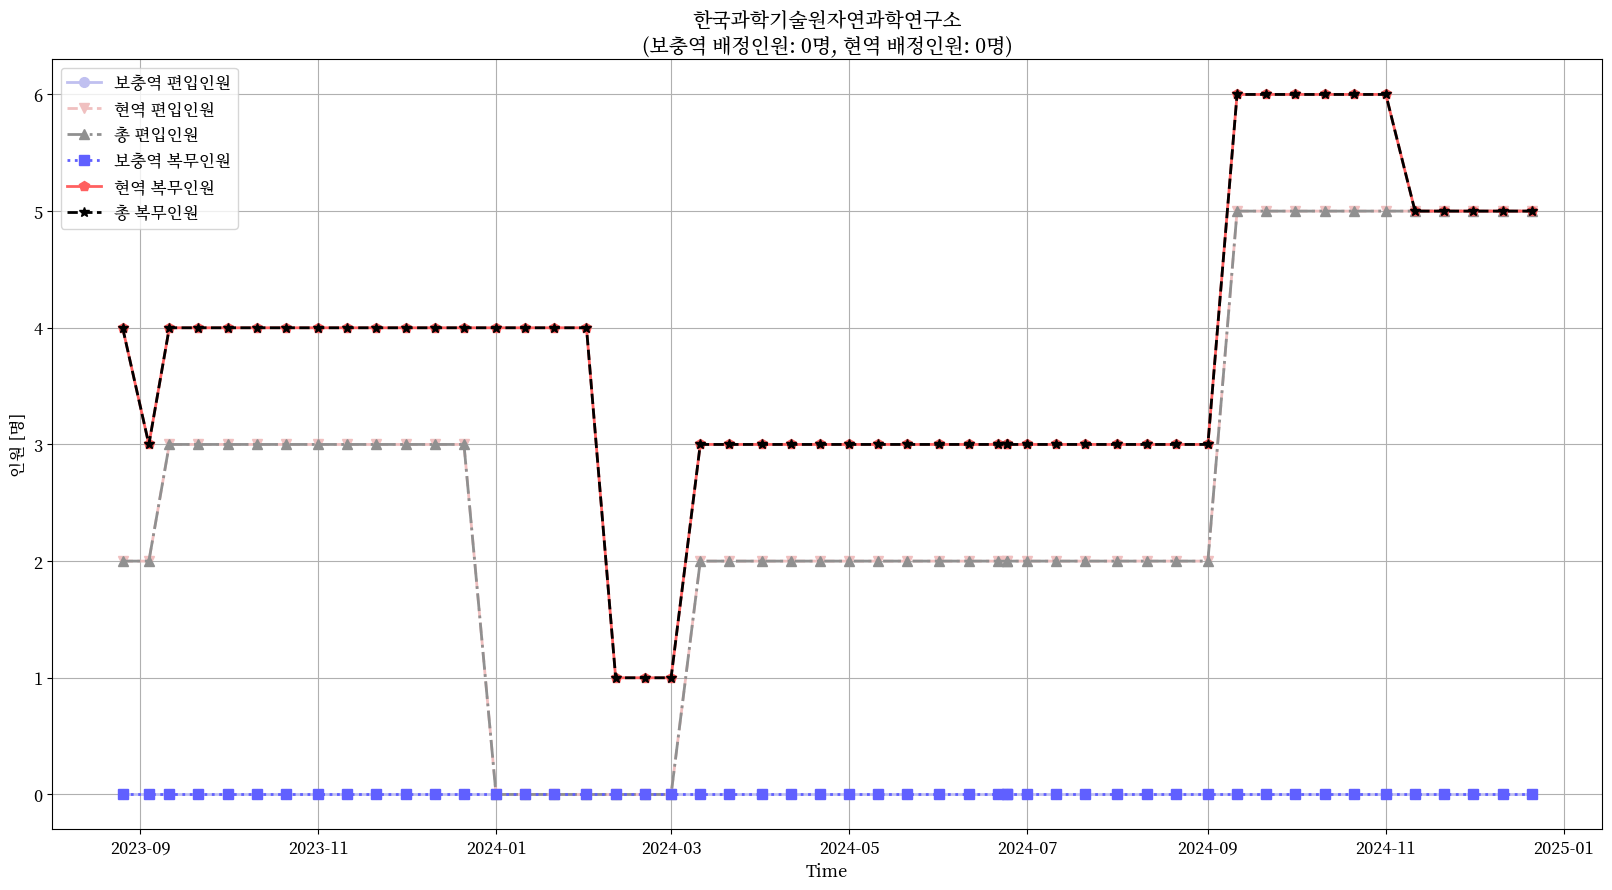 한국과학기술원자연과학연구소
(보충역 배정인원: 0명, 현역 배정인원: 0명)
보충역 편입인원
현역 편입인원
총 편입인원
보충역 복무인원
현역 복무인원
총 복무인원
인원 [명]
6
5
4
3
2
1
0
2023-09 2023-11 2024-01 2024-03 2024-05 2024-07 2024-09 2024-11 2025-01
Time